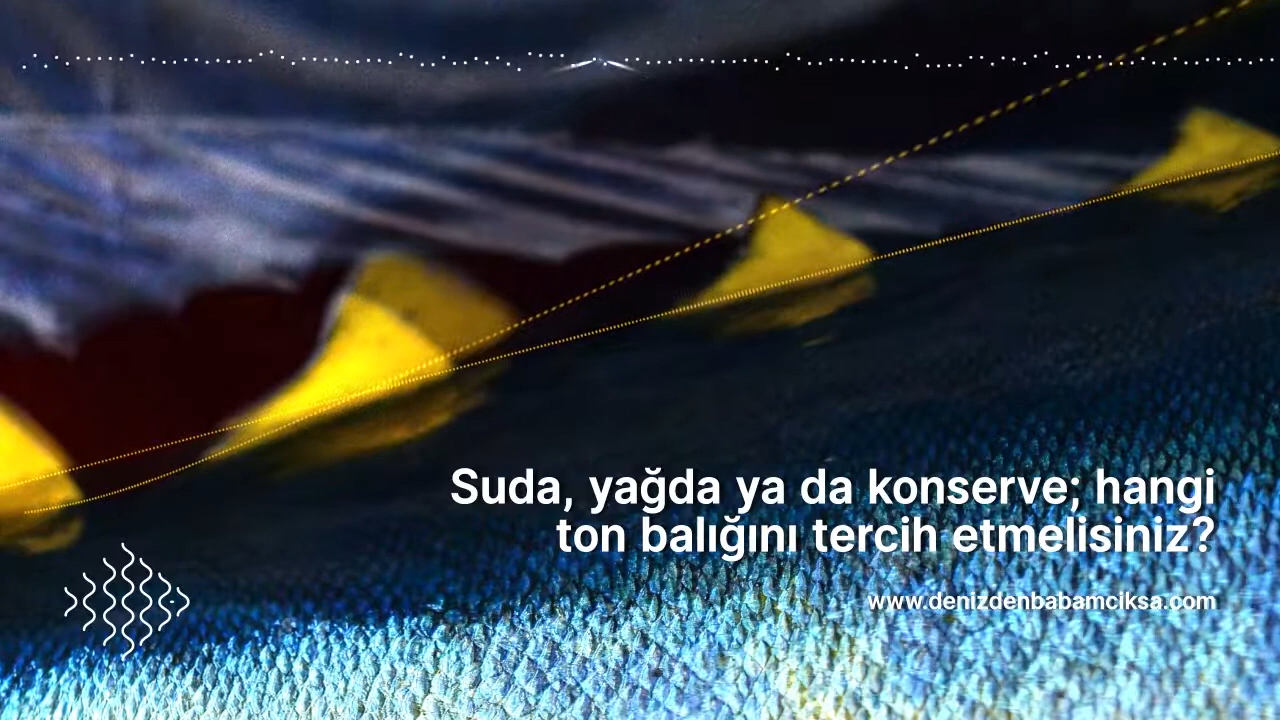 Suda, yağda ya da konserve; hangi
ton balığını tercih etmelisiniz?
www.denizdenbabamciksa.com